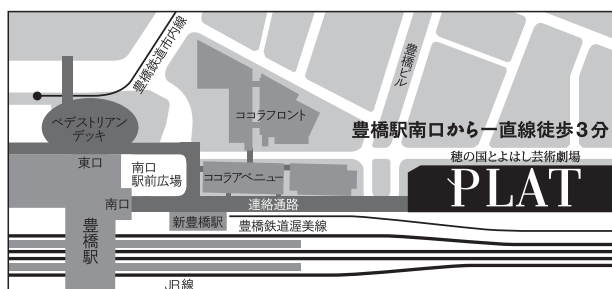 豊橋鉄道市内線
豊橋ビル
ペデストリアン
デッキ
ココラフロント
豊橋駅南口から一直線徒歩3分
東口
南口
駅前広場
ココラアベニュー
穂の国とよはし芸術劇場
PLAT
南口
連絡通路
豊橋駅
新豊橋駅
豊橋鉄道渥美線
JR線